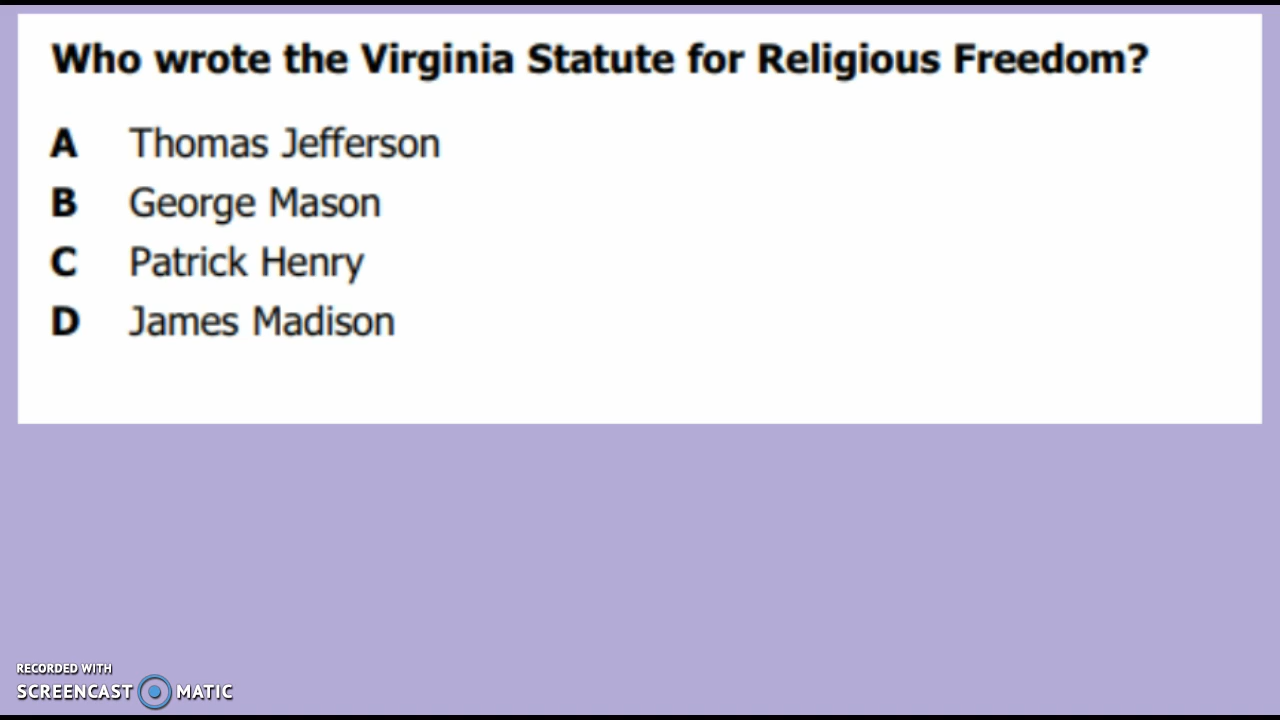 Who wrote the Virginia Statute for Religious Freedom?
A Thomas Jefferson
B George Mason
C Patrick Henry
D James Madison
RECORDED WITH
SCREENCAST MATIC